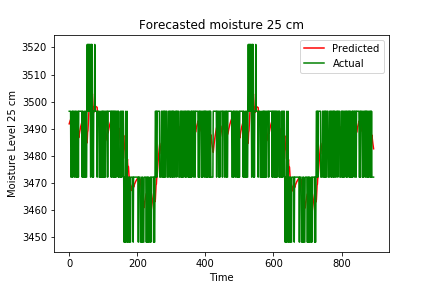 Forecasted moisture 25 cm
Predicted
Actual
3520
3510
3500
3490
3480
3470
3460
3450
Moisture Level 25 cm
0
200
400
600
800
Time